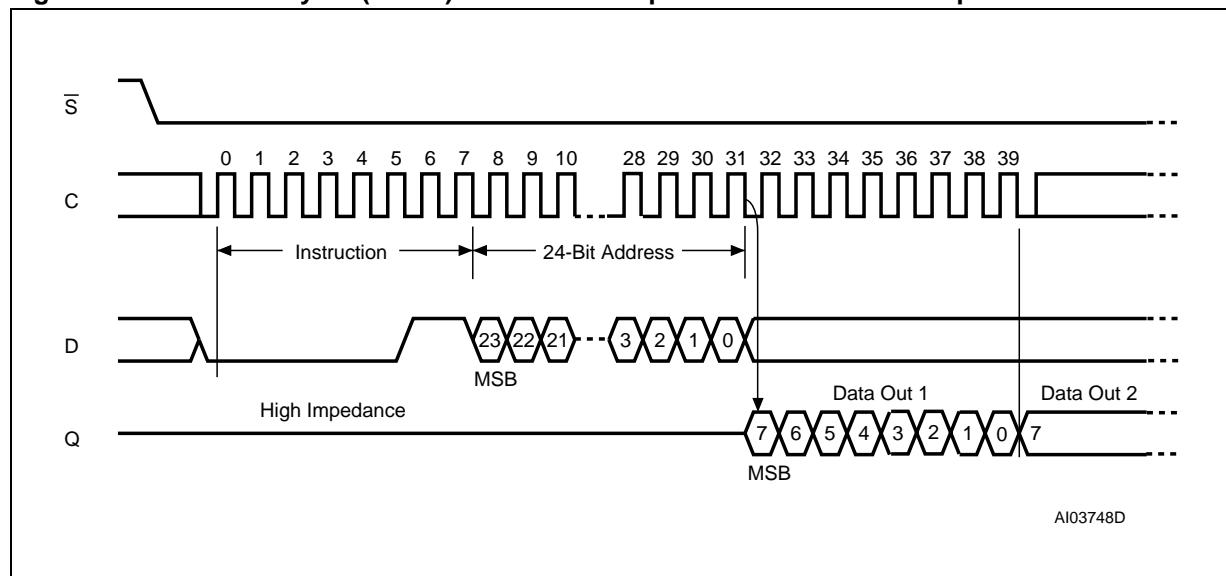 S
0 1 2 3 4 5 6 7 8 9 10 28 29 30 31 32 33 34 35 36 37 38 39
C
Instruction 24-Bit Address
D 23 22 21 3 2 1 0
MSB
High Impedance Data Out 1 Data Out 2
Q 7 6 5 4 3 2 1 0 7
MSB
AI03748D